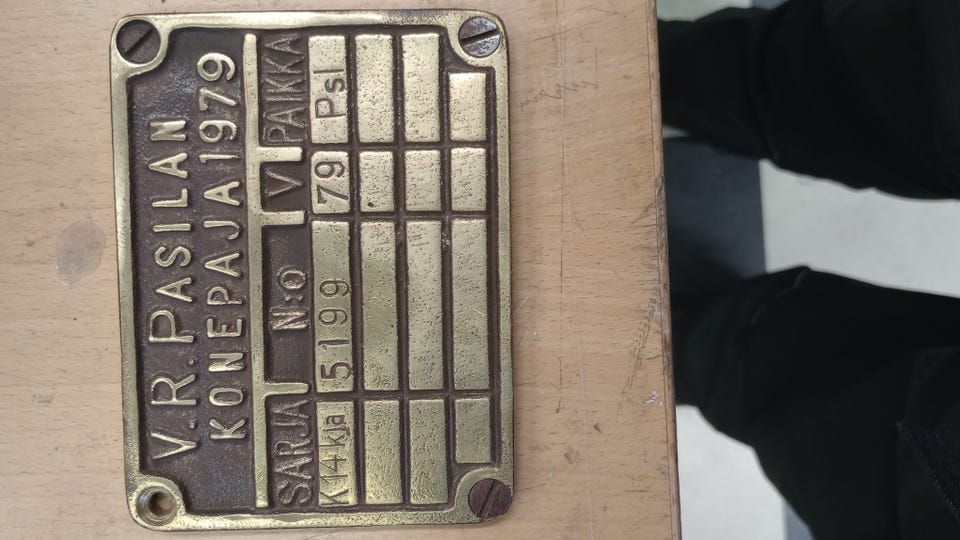 V.R. PASILAN
KONEPAJA 1979
SARJA N:o V PAIKKA
K14 kja 5199 79 Psl